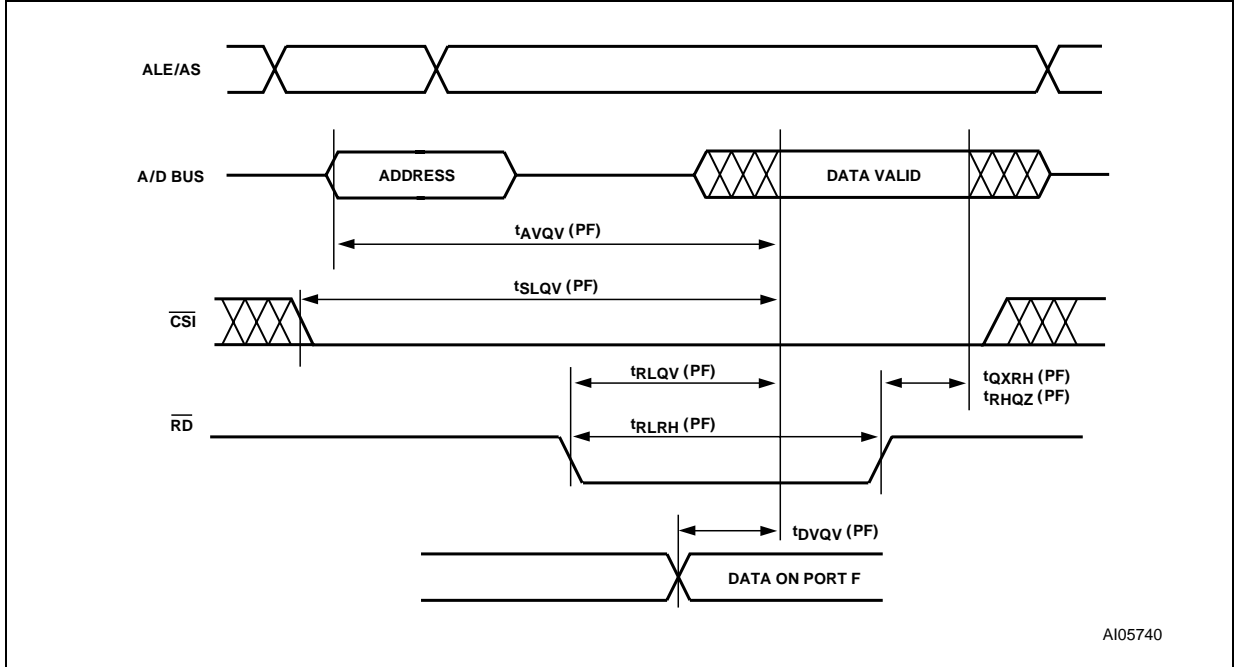 ALE/AS
A/D BUS
ADDRESS
DATA VALID
tAVQV (PF)
tSLQV (PF)
CSI
tRLQV (PF)
tQXRH (PF)
tRHQZ (PF)
RD
tRLRH (PF)
tDVQV (PF)
DATA ON PORT F
AI05740